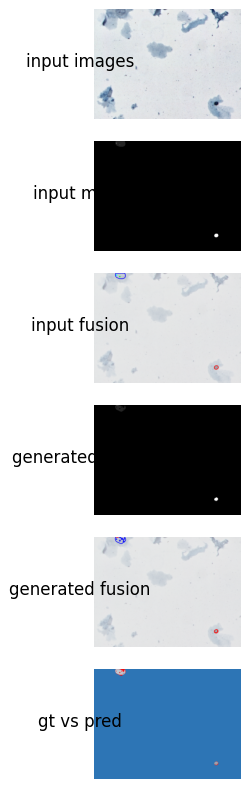 input images
input m
input fusion
generated
generated fusion
gt vs pred